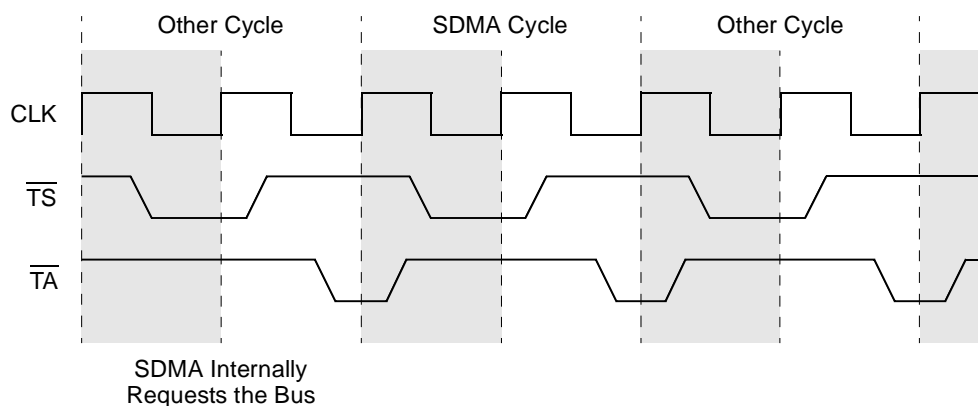 Other Cycle SDMA Cycle Other Cycle
CLK
TS
TA
SDMA Internally
Requests the Bus